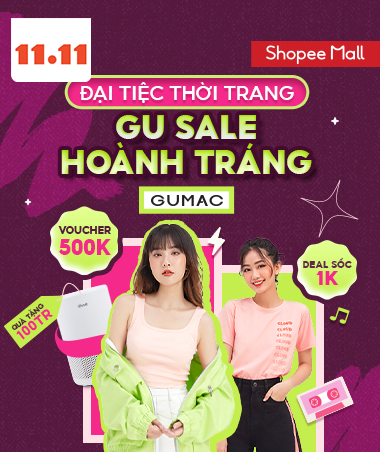 11.11
Shopee Mall
ĐẠI TIỆC THỜI TRANG
GU SALE
HOÀNH TRÁNG
GUMAC
VOUCHER
500K
DEAL SỐC
1K
QUÀ TẶNG
100TR